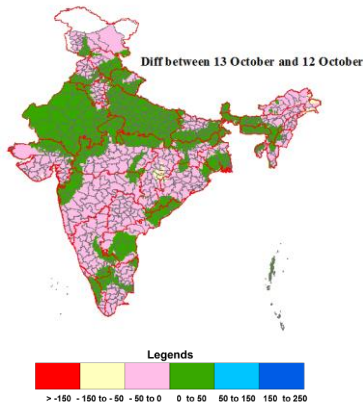 Diff between 13 October and 12 October
Legends
> -150 - 150 to - 50 - 50 to 0 0 to 50 50 to 150 150 to 250